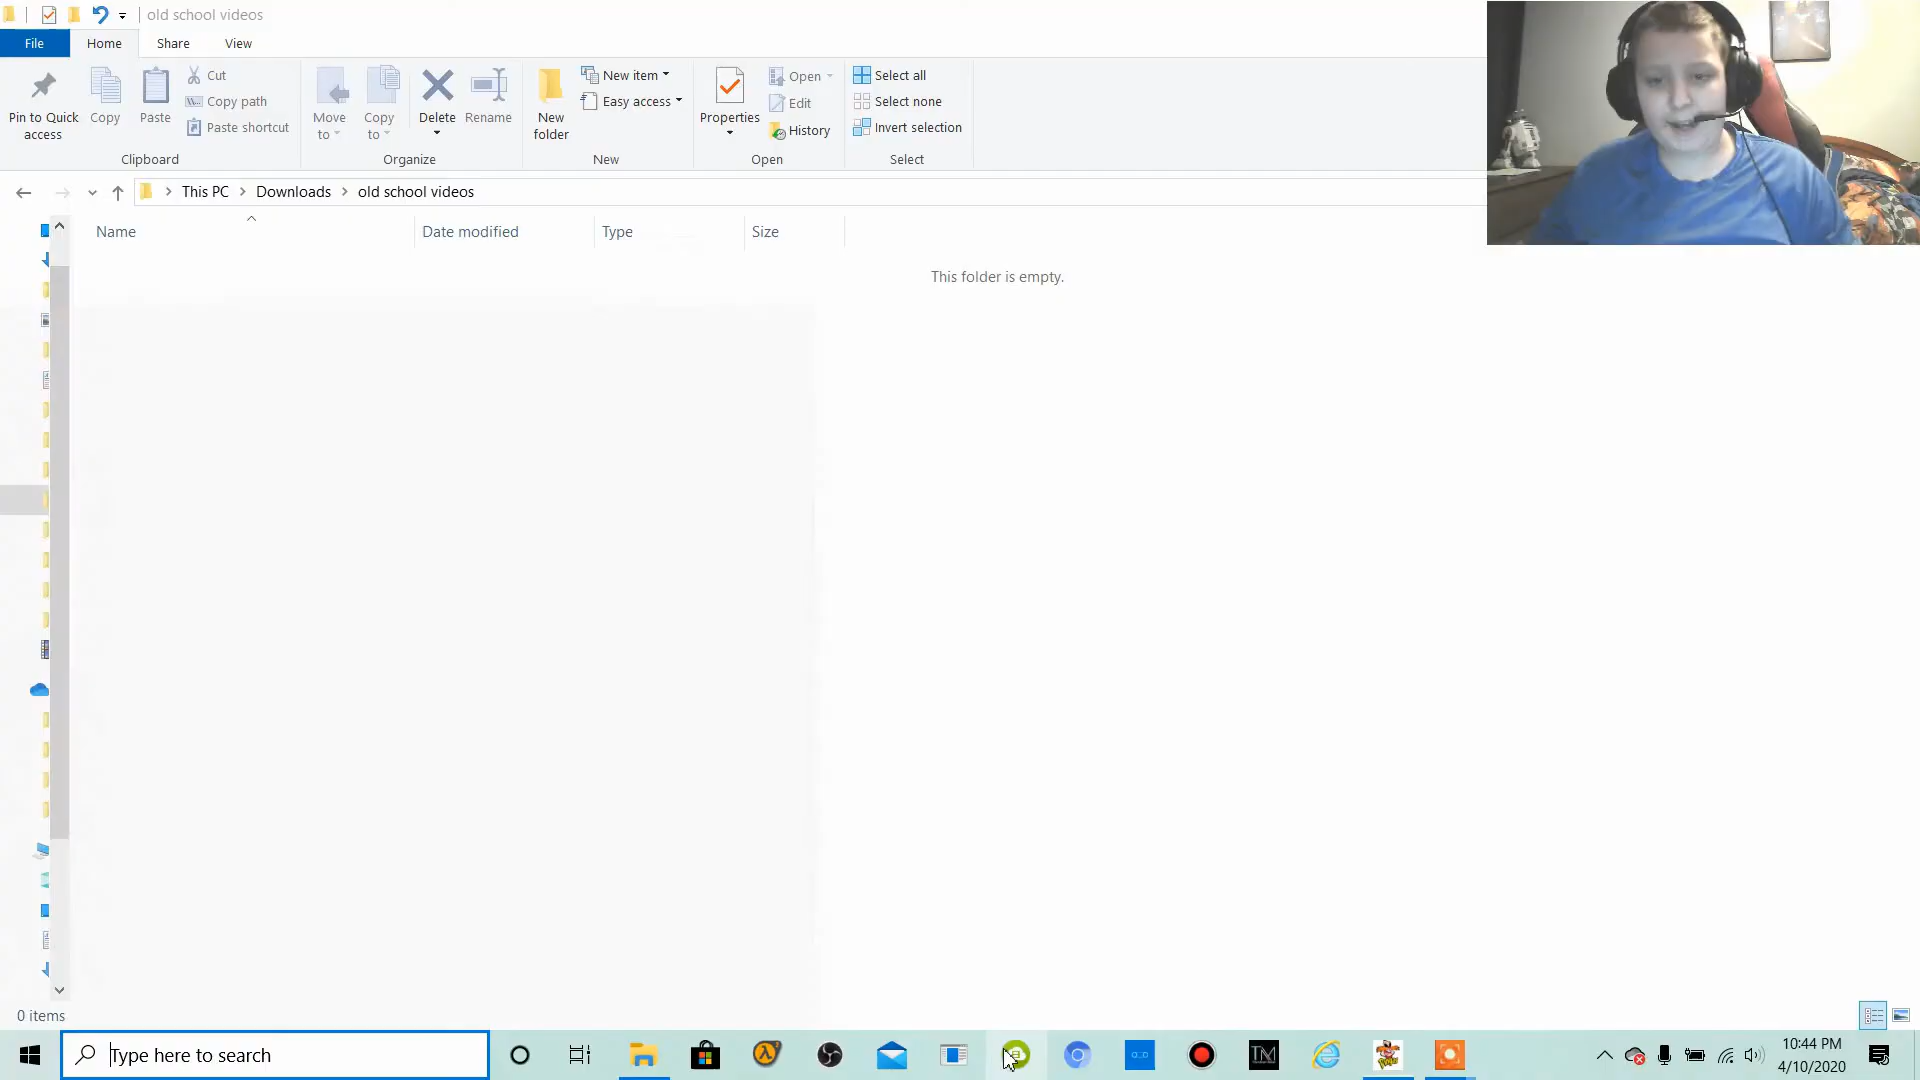 old school videos
File Home Share View
Pin to Quick access
Copy
Paste
Cut
Copy path
Paste shortcut
Clipboard
Move to
Copy to
Delete
Rename
Organize
New folder
New item
Easy access
New
Properties
Open
Edit
History
Open
Select all
Select none
Invert selection
Select
This PC Downloads old school videos
Name Date modified Type Size
This folder is empty.
0 items
Type here to search
TM
10:44 PM
4/10/2020